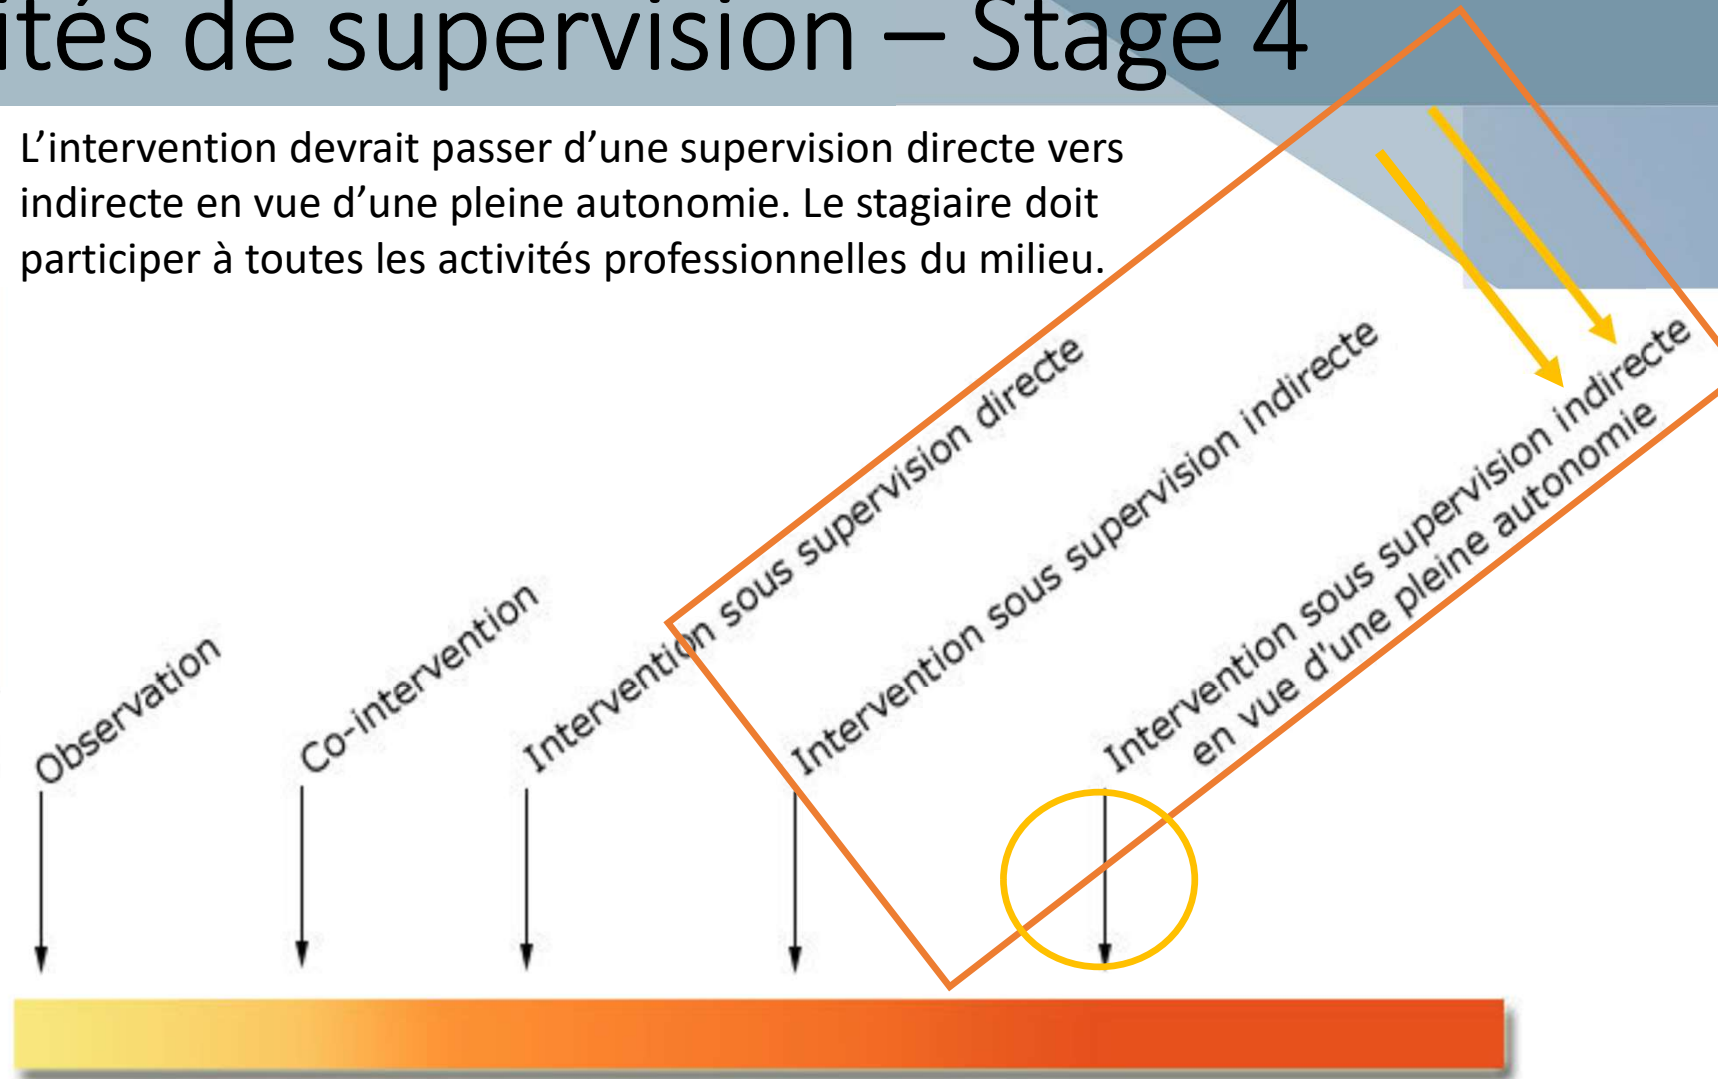 ités de supervision – Stage 4
L’intervention devrait passer d’une supervision directe vers
indirecte en vue d’une pleine autonomie. Le stagiaire doit
participer à toutes les activités professionnelles du milieu.
Observation
Co-intervention
Intervention sous supervision directe
Intervention sous supervision indirecte
Intervention sous supervision indirecte
en vue d'une pleine autonomie